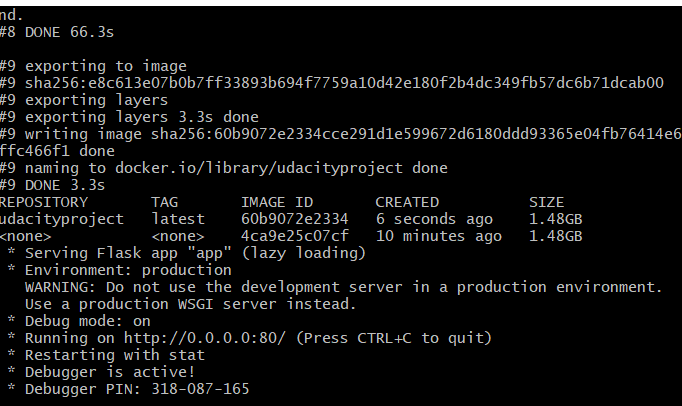 nd.
#8 DONE 66.3s
#9 exporting to image
#9 sha256:e8c613e07b0b7ff33893b694f7759a10d42e180f2b4dc349fb57dc6b71dcab00
#9 exporting layers
#9 exporting layers 3.3s done
#9 writing image sha256:60b9072e2334cce291d1e599672d6180ddd93365e04fb76414e6
ffc466f1 done
#9 naming to docker.io/library/udacityproject done
#9 DONE 3.3s
REPOSITORY TAG IMAGE ID CREATED SIZE
udacityproject latest 60b9072e2334 6 seconds ago 1.48GB
<none> <none> 4ca9e25c07cf 10 minutes ago 1.48GB
* Serving Flask app "app" (lazy loading)
* Environment: production
WARNING: Do not use the development server in a production environment.
Use a production WSGI server instead.
* Debug mode: on
* Running on http://0.0.0.0:80/ (Press CTRL+C to quit)
* Restarting with stat
* Debugger is active!
* Debugger PIN: 318-087-165